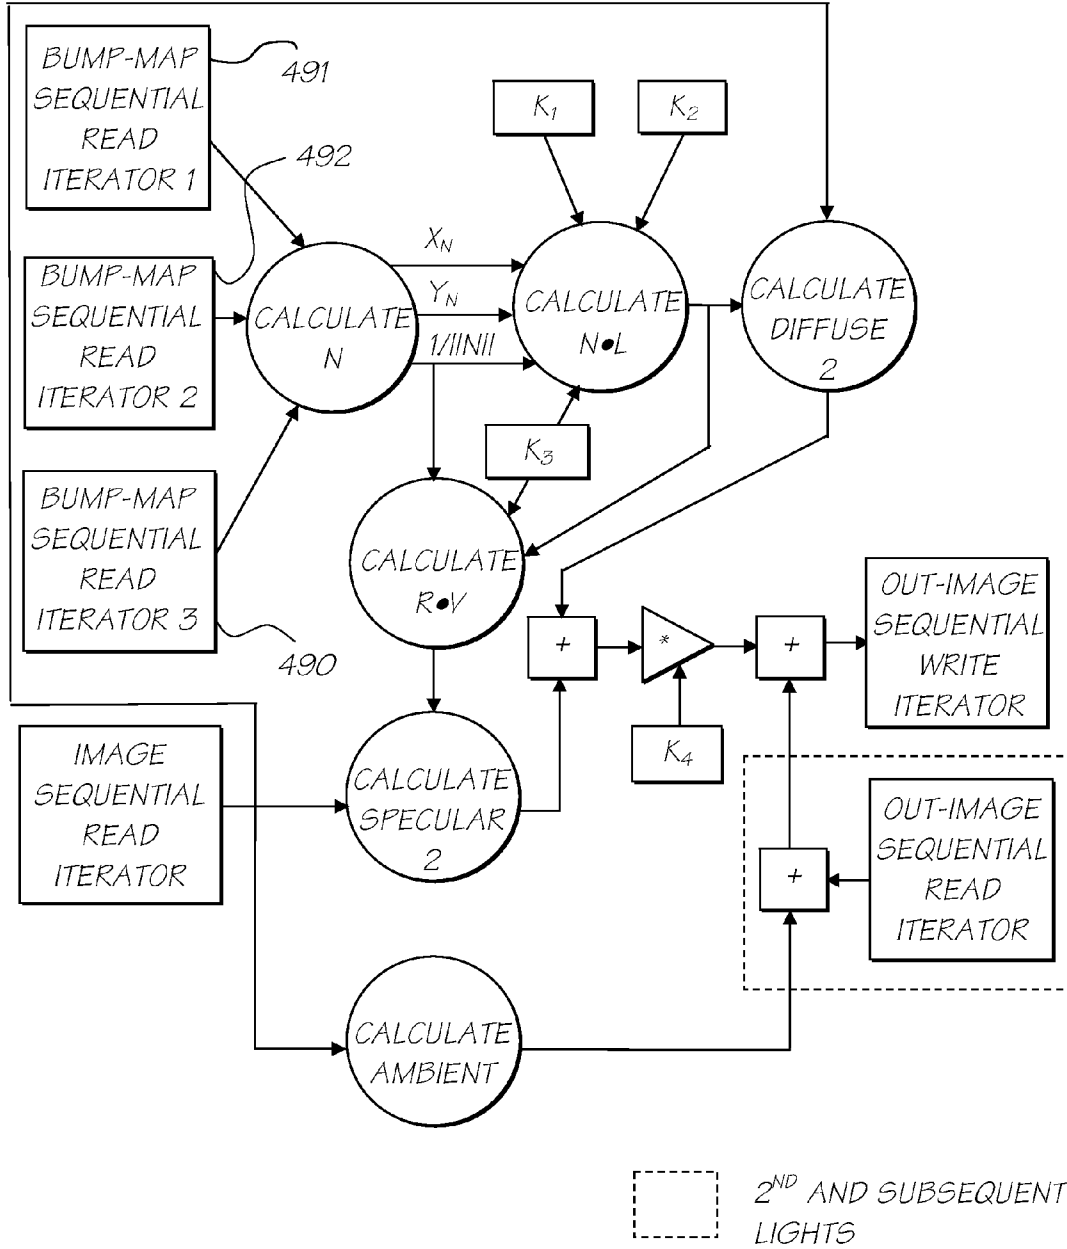 BUMP-MAP
SEQUENTIAL
READ
ITERATOR 1
491
BUMP-MAP
SEQUENTIAL
READ
ITERATOR 2
492
BUMP-MAP
SEQUENTIAL
READ
ITERATOR 3
490
IMAGE
SEQUENTIAL
READ
ITERATOR
CALCULATE
N
X_N
Y_N
1/||N||
K₁
K₂
CALCULATE
N●L
K₃
CALCULATE
DIFFUSE
2
CALCULATE
R●V
CALCULATE
SPECULAR
2
CALCULATE
AMBIENT
+
*
K₄
+
OUT-IMAGE
SEQUENTIAL
WRITE
ITERATOR
+
OUT-IMAGE
SEQUENTIAL
READ
ITERATOR
2ᴺᴰ AND SUBSEQUENT
LIGHTS